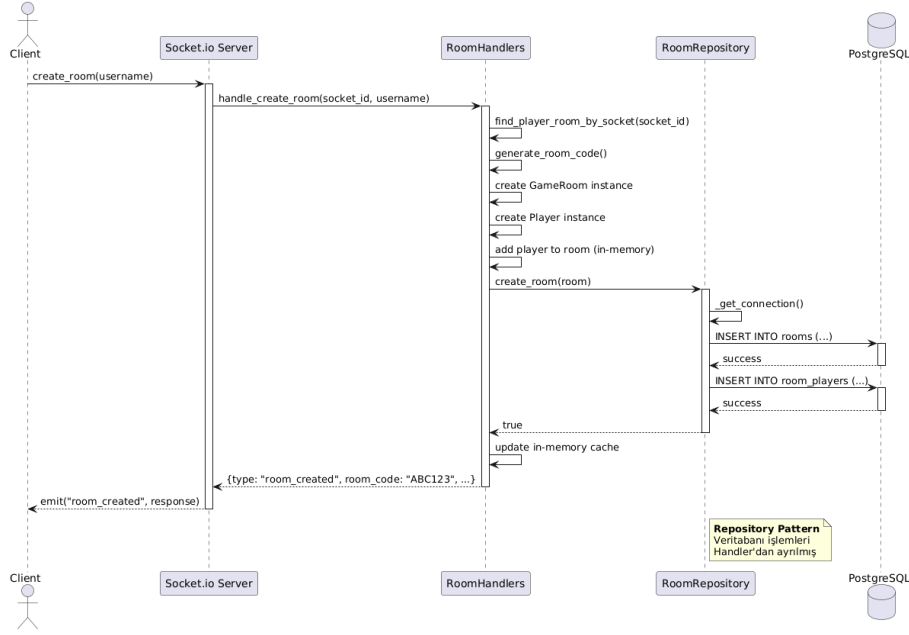 Client
Socket.io Server
RoomHandlers
RoomRepository
PostgreSQL
create_room(username)
handle_create_room(socket_id, username)
find_player_room_by_socket(socket_id)
generate_room_code()
create GameRoom instance
create Player instance
add player to room (in-memory)
create_room(room)
_get_connection()
INSERT INTO rooms (...)
success
INSERT INTO room_players (...)
success
true
update in-memory cache
{type: "room_created", room_code: "ABC123", ...}
emit("room_created", response)
Repository Pattern
Veritabanı işlemleri
Handler'dan ayrılmış
Client
Socket.io Server
RoomHandlers
RoomRepository
PostgreSQL